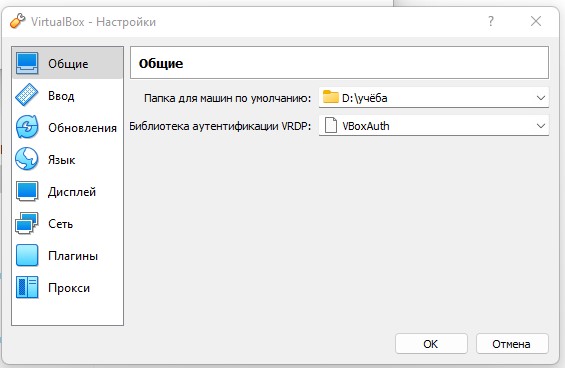 VirtualBox - Настройки
?
Общие
Ввод
Обновления
Язык
Дисплей
Сеть
Плагины
Прокси
Общие
Папка для машин по умолчанию: D:\учёба
Библиотека аутентификации VRDP: VBoxAuth
OK Отмена